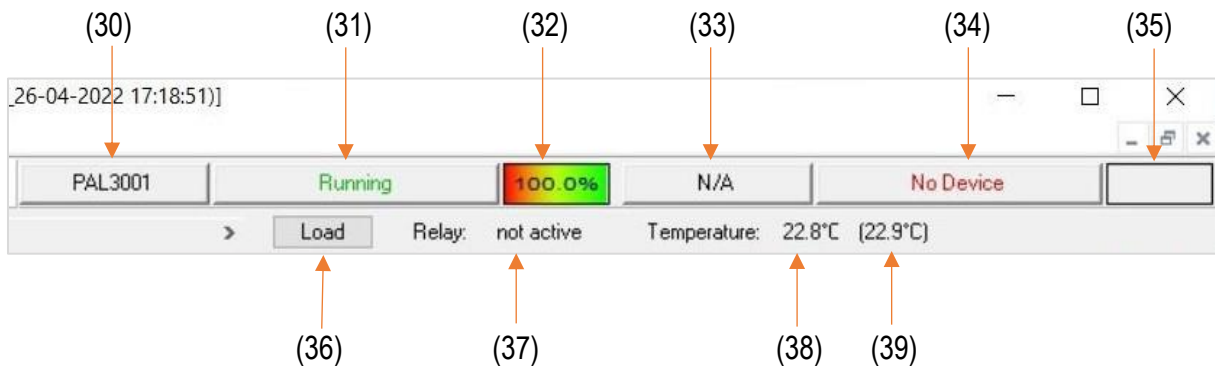 (30) (31) (32) (33) (34) (35)
_26-04-2022 17:18:51)]
PAL3001 Running 100.0% N/A No Device
> Load Relay: not active Temperature: 22.8°C (22.9°C)
(36) (37) (38) (39)